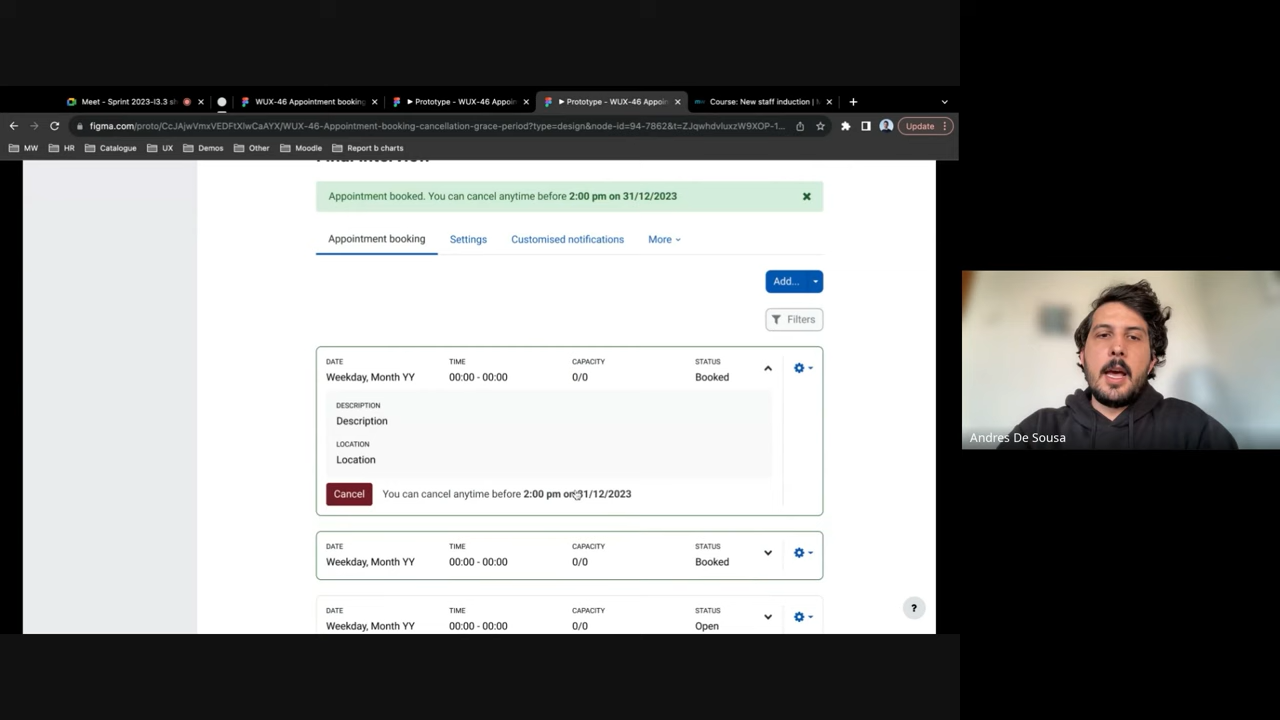 Meet - Sprint 2023-I3.3 sh
WUX-46 Appointment booking
Prototype - WUX-46 Appoin
Prototype - WUX-46 Appoin
Course: New staff induction | M
figma.com/proto/CcJAjwVmxVEDFtXlwCaAYX/WUX-46-Appointment-booking-cancellation-grace-period?type=design&node-id=94-7862&t=ZJqwhdvluxzW9XOP-1...
Update
MW
HR
Catalogue
UX
Demos
Other
Moodle
Report b charts
Final interview
Appointment booked. You can cancel anytime before 2:00 pm on 31/12/2023
Appointment booking
Settings
Customised notifications
More
Add...
Filters
DATE TIME CAPACITY STATUS
Weekday, Month YY 00:00 - 00:00 0/0 Booked
DESCRIPTION
Description
LOCATION
Location
Cancel You can cancel anytime before 2:00 pm on 31/12/2023
DATE TIME CAPACITY STATUS
Weekday, Month YY 00:00 - 00:00 0/0 Booked
DATE TIME CAPACITY STATUS
Weekday, Month YY 00:00 - 00:00 0/0 Open
?
Andres De Sousa